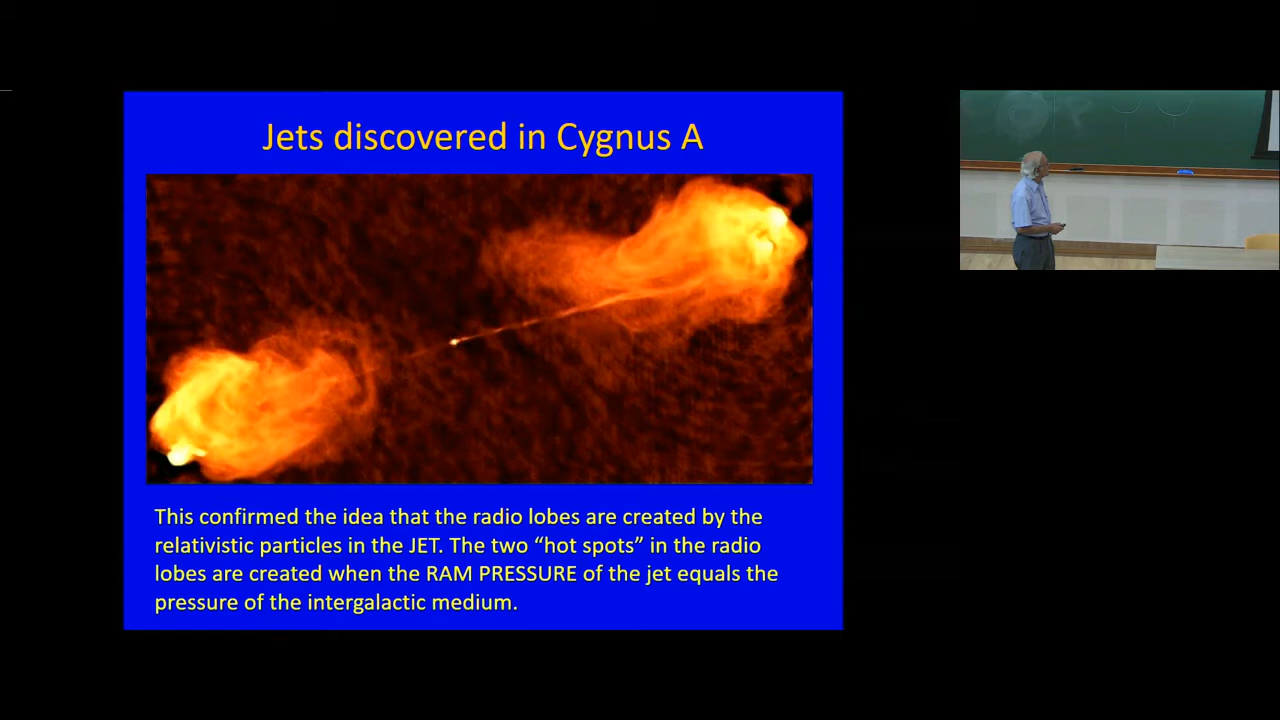 Jets discovered in Cygnus A
This confirmed the idea that the radio lobes are created by the
relativistic particles in the JET. The two “hot spots” in the radio
lobes are created when the RAM PRESSURE of the jet equals the
pressure of the intergalactic medium.